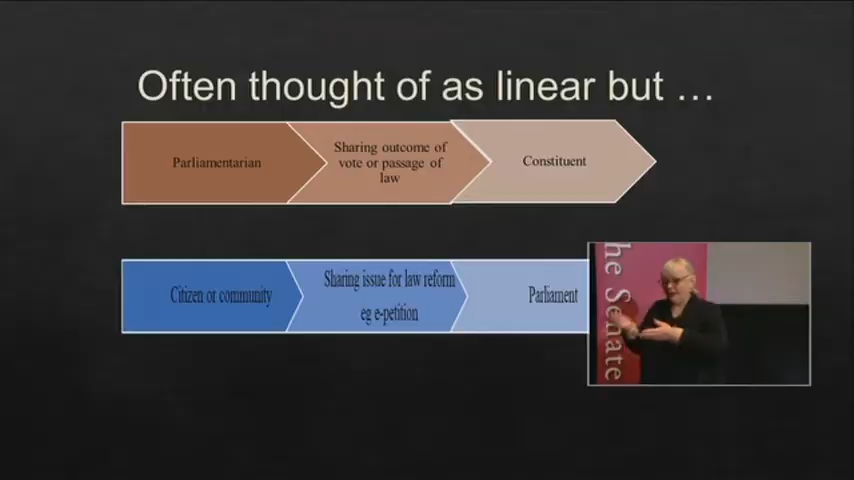 Often thought of as linear but ...
Parliamentarian
Sharing outcome of
vote or passage of
law
Constituent
Citizen or community
Sharing issue for law reform
eg e-petition
Parliament
he Senate